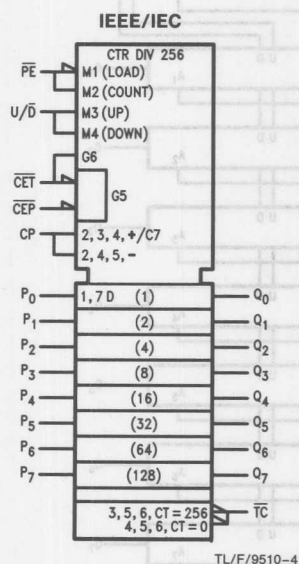 IEEE/IEC
CTR DIV 256
PE M1 (LOAD)
M2 (COUNT)
U/D M3 (UP)
M4 (DOWN)
G6
CET
G5
CEP
CP 2, 3, 4, +/C7
2, 4, 5, -
P0 1, 7 D (1) Q0
P1 (2) Q1
P2 (4) Q2
P3 (8) Q3
P4 (16) Q4
P5 (32) Q5
P6 (64) Q6
P7 (128) Q7
3, 5, 6, CT = 256 TC
4, 5, 6, CT = 0
TL/F/9510–4